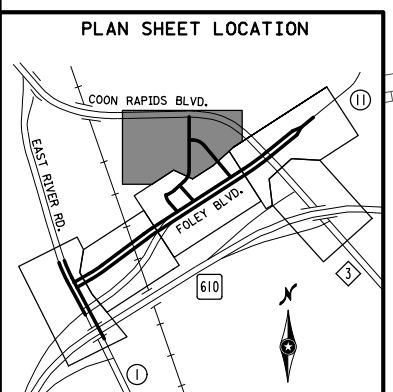 PLAN SHEET LOCATION
COON RAPIDS BLVD.
11
EAST RIVER RD.
FOLEY BLVD.
610
3
N
1